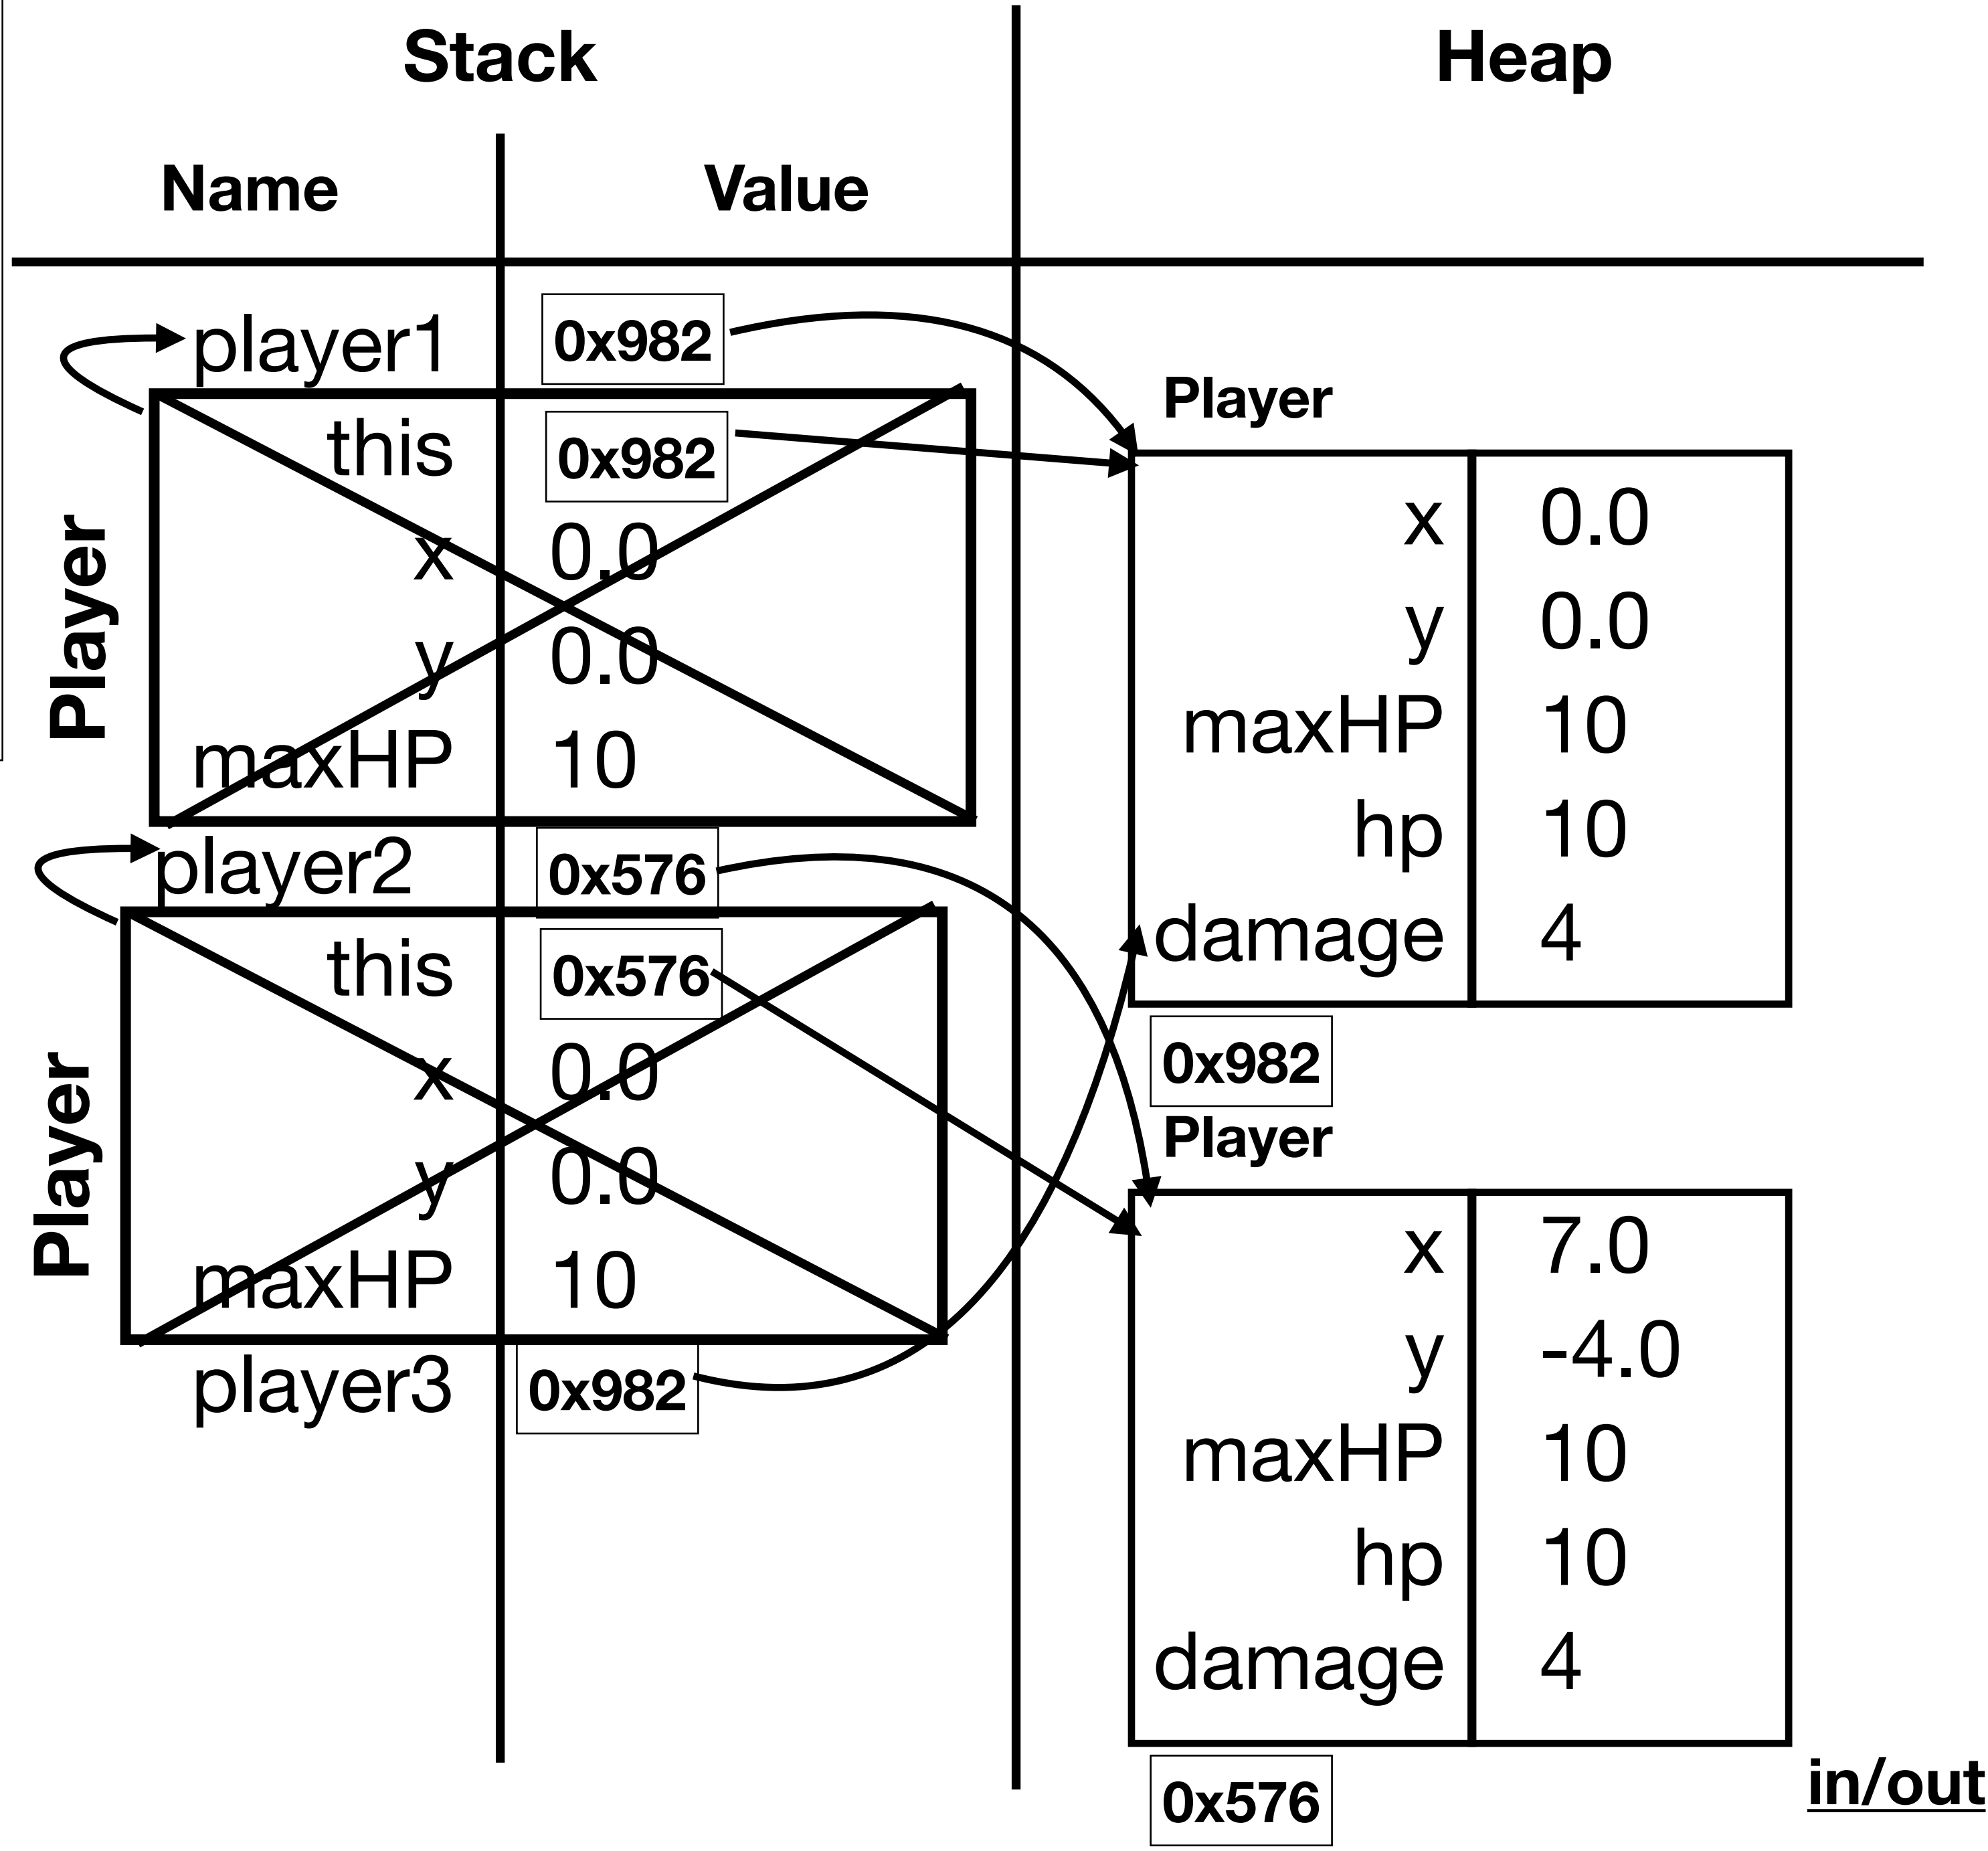 Stack
Heap
Name
Value
player1
0x982
Player
this
0x982
x
0.0
y
0.0
maxHP
10
player2
0x576
Player
this
0x576
x
0.0
y
0.0
maxHP
10
player3
0x982
Player
x
0.0
y
0.0
maxHP
10
hp
10
damage
4
0x982
Player
x
7.0
y
-4.0
maxHP
10
hp
10
damage
4
0x576
in/out